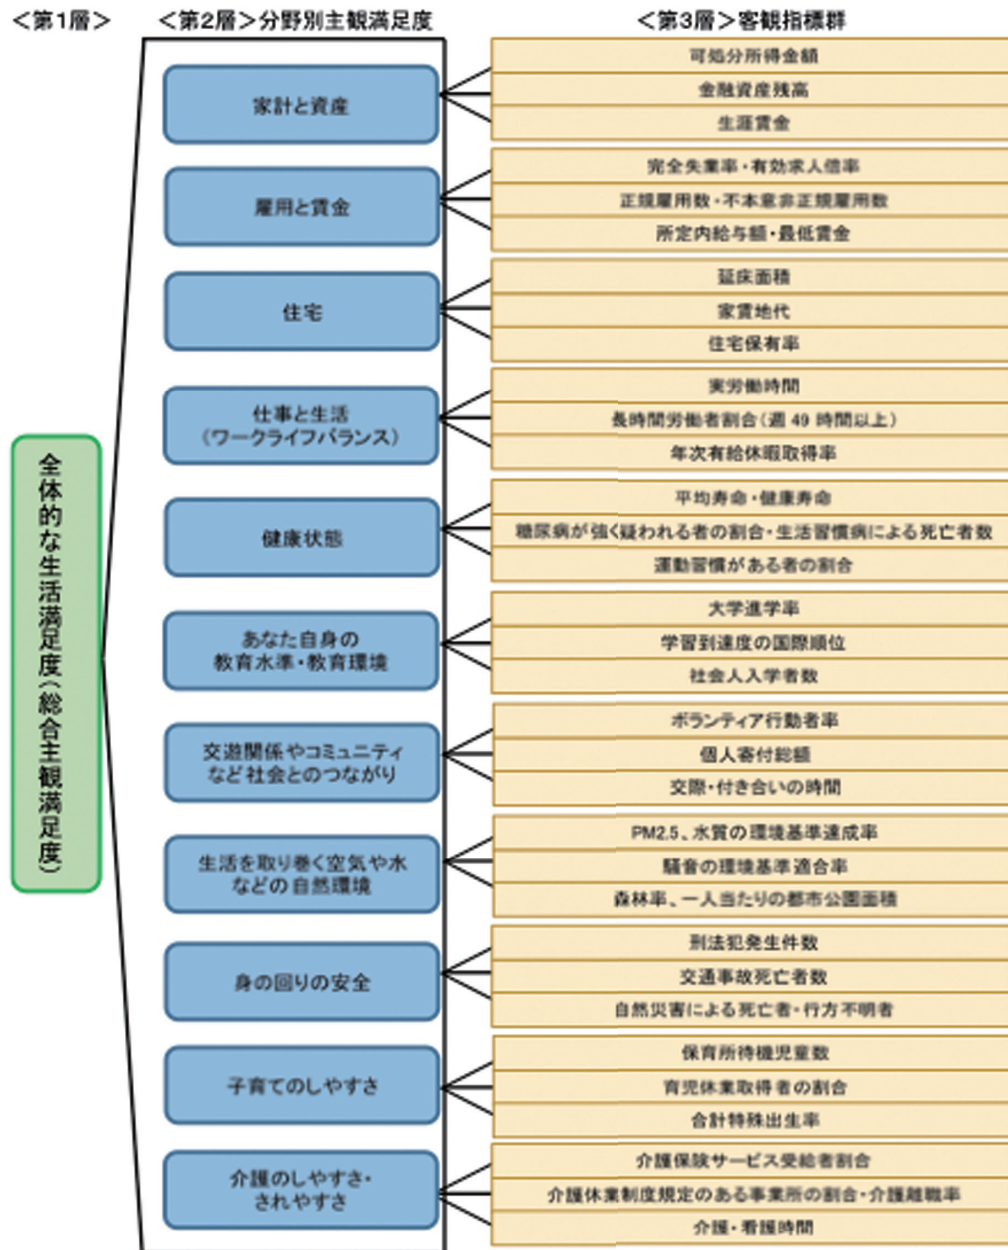 ＜第1層＞
＜第2層＞分野別主観満足度
＜第3層＞客観指標群
全体的な生活満足度（総合主観満足度）
家計と資産
可処分所得金額
金融資産残高
生涯賃金
雇用と賃金
完全失業率・有効求人倍率
正規雇用数・不本意非正規雇用数
所定内給与額・最低賃金
住宅
延床面積
家賃地代
住宅保有率
仕事と生活
（ワークライフバランス）
実労働時間
長時間労働者割合（週 49 時間以上）
年次有給休暇取得率
健康状態
平均寿命・健康寿命
糖尿病が強く疑われる者の割合・生活習慣病による死亡者数
運動習慣がある者の割合
あなた自身の
教育水準・教育環境
大学進学率
学習到達度の国際順位
社会人入学者数
交遊関係やコミュニティ
など社会とのつながり
ボランティア行動者率
個人寄付総額
交際・付き合いの時間
生活を取り巻く空気や水
などの自然環境
PM2.5、水質の環境基準達成率
騒音の環境基準適合率
森林率、一人当たりの都市公園面積
身の回りの安全
刑法犯発生件数
交通事故死亡者数
自然災害による死亡者・行方不明者
子育てのしやすさ
保育所待機児童数
育児休業取得者の割合
合計特殊出生率
介護のしやすさ・
されやすさ
介護保険サービス受給者割合
介護休業制度規定のある事業所の割合・介護離職率
介護・看護時間